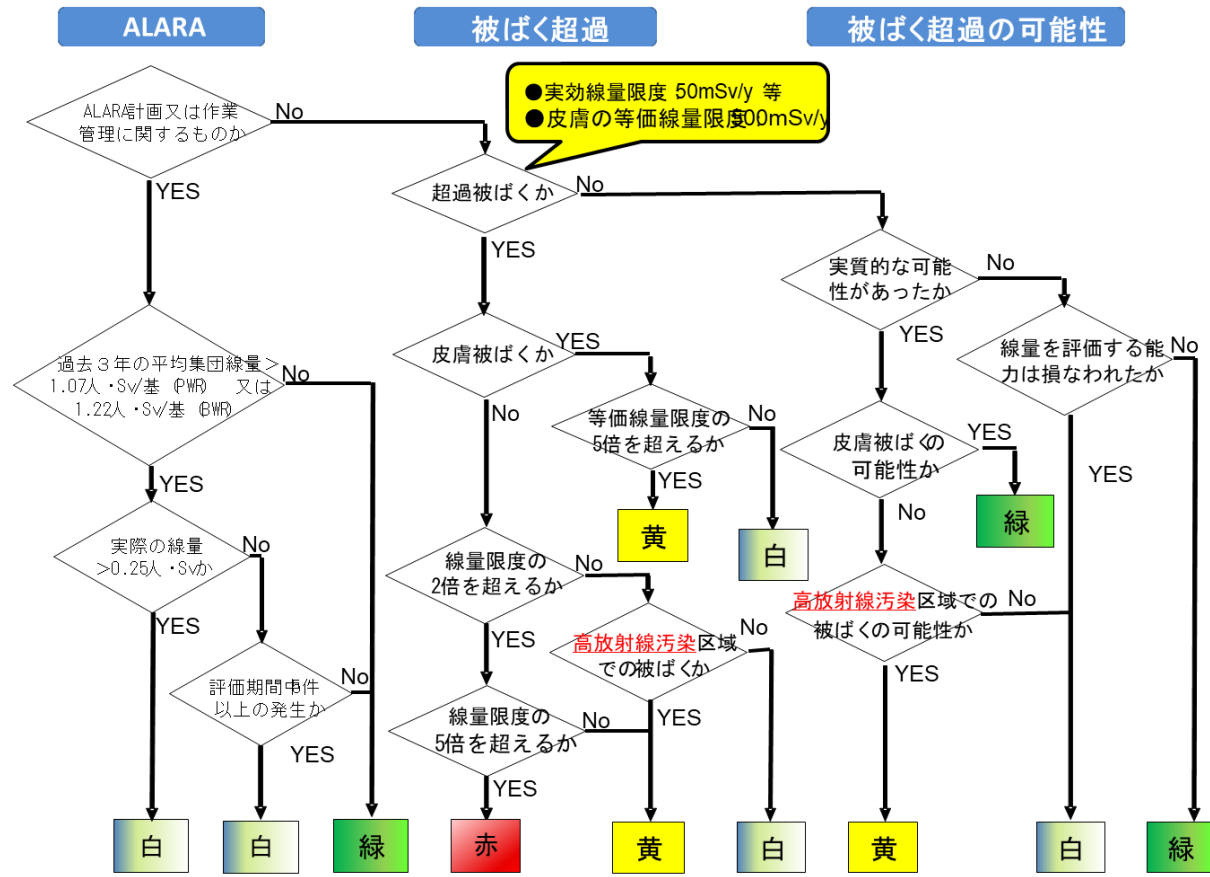 ALARA
被ばく超過
被ばく超過の可能性
●実効線量限度 50mSv/y 等
●皮膚の等価線量限度：500mSv/y
ALARA計画又は作業
管理に関するものか
No
YES
超過被ばくか
No
YES
実質的な可能
性があったか
No
YES
過去３年の平均集団線量＞
1.07人・Sv/基（PWR） 又は
1.22人・Sv/基（BWR）
No
YES
皮膚被ばくか
YES
No
線量を評価する能
力は損なわれたか
No
YES
等価線量限度の
5倍を超えるか
No
YES
皮膚被ばくの
可能性か
YES
No
黄
白
緑
実際の線量
>0.25人・Svか
No
YES
線量限度の
2倍を超えるか
No
YES
高放射線汚染区域
での被ばくか
No
YES
高放射線汚染区域での
被ばくの可能性か
No
YES
評価期間中5件
以上の発生か
No
YES
線量限度の
5倍を超えるか
No
YES
白
白
緑
赤
黄
白
黄
白
緑